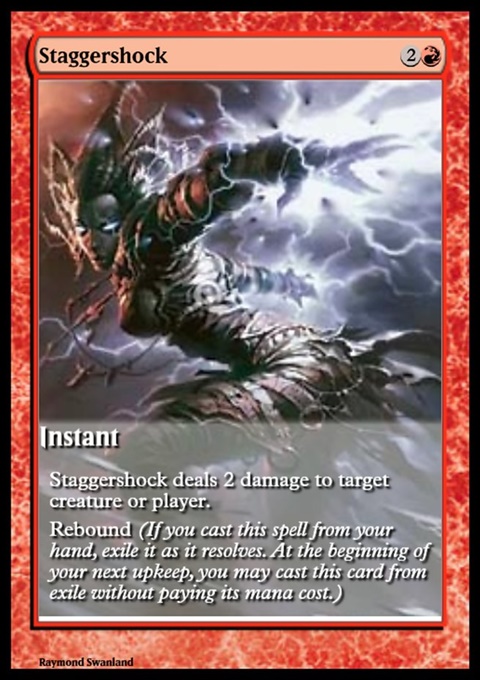 Staggershock 2
Instant
Staggershock deals 2 damage to target
creature or player.
Rebound (If you cast this spell from your
hand, exile it as it resolves. At the beginning of
your next upkeep, you may cast this card from
exile without paying its mana cost.)
Raymond Swanland